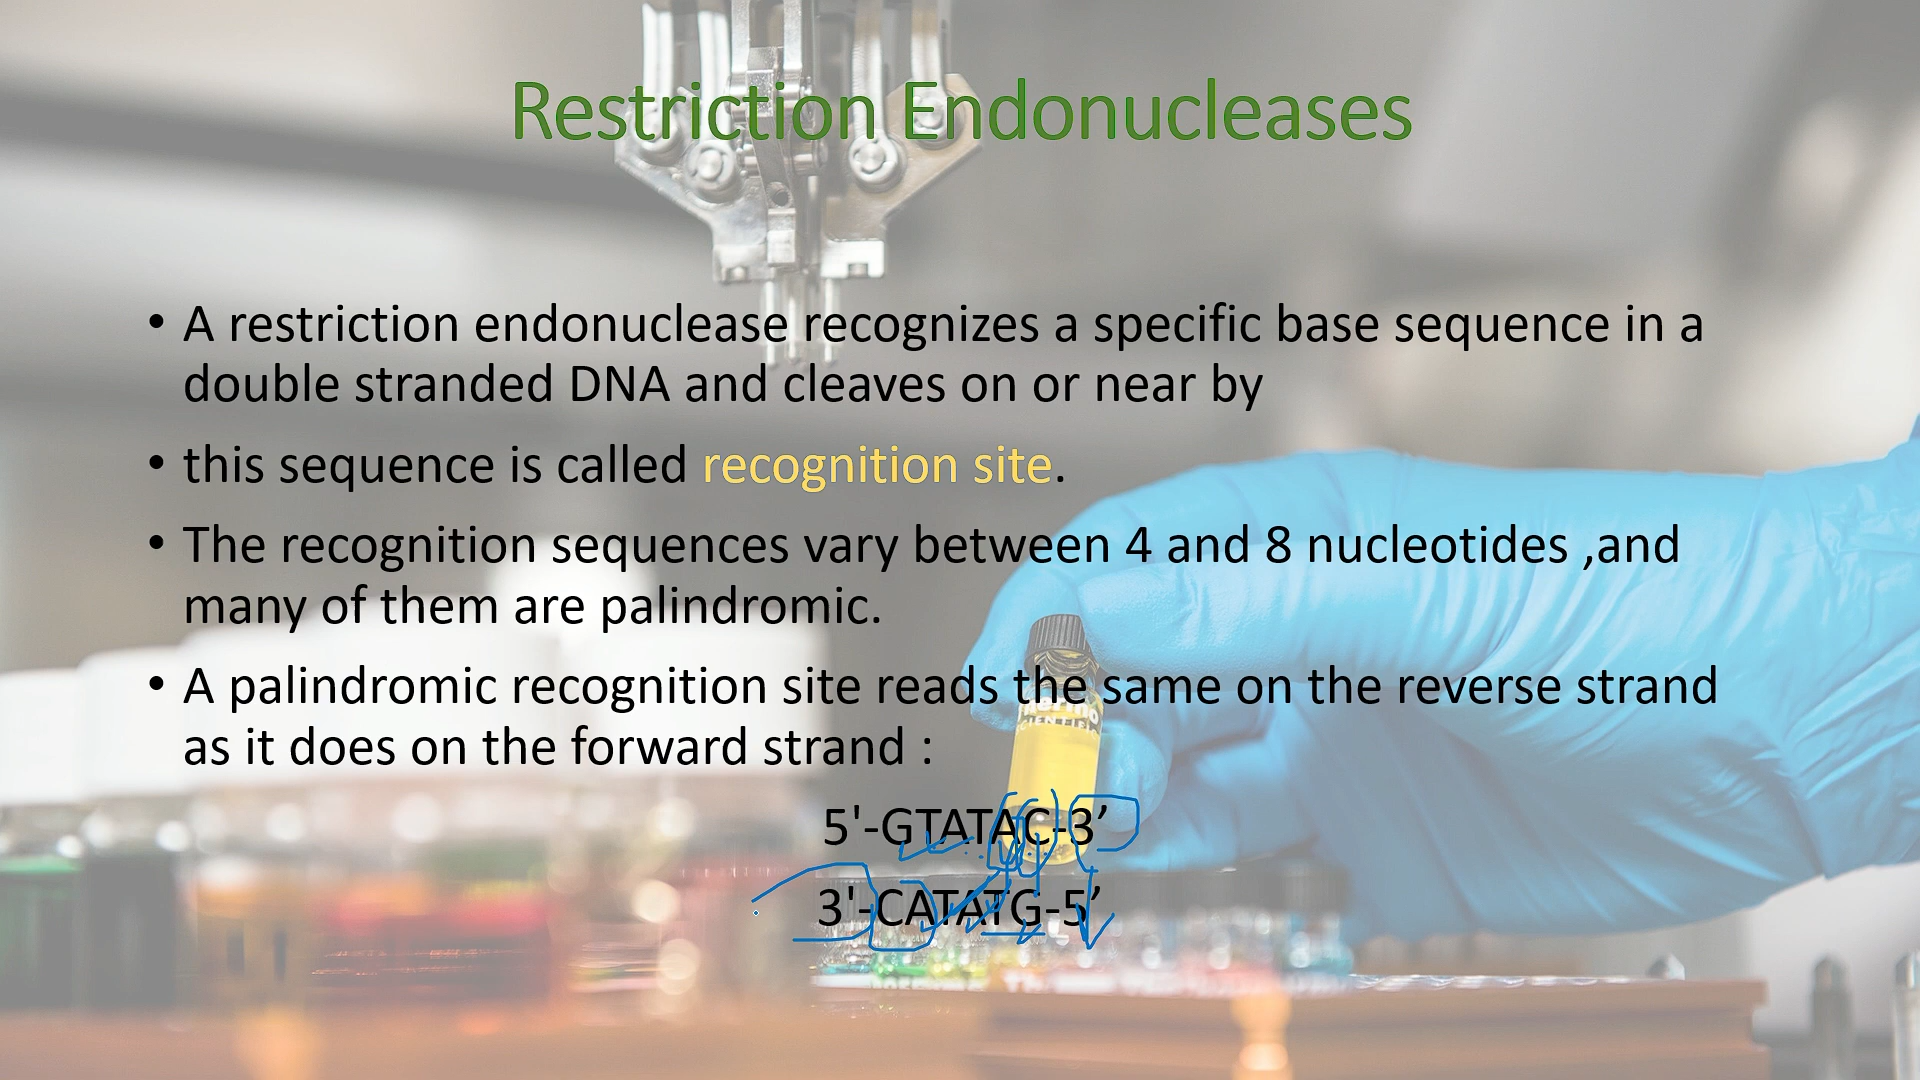 Restriction Endonucleases
• A restriction endonuclease recognizes a specific base sequence in a
double stranded DNA and cleaves on or near by
• this sequence is called recognition site.
• The recognition sequences vary between 4 and 8 nucleotides ,and
many of them are palindromic.
• A palindromic recognition site reads the same on the reverse strand
as it does on the forward strand :
5'-GTATAC-3’
3'-CATATG-5’